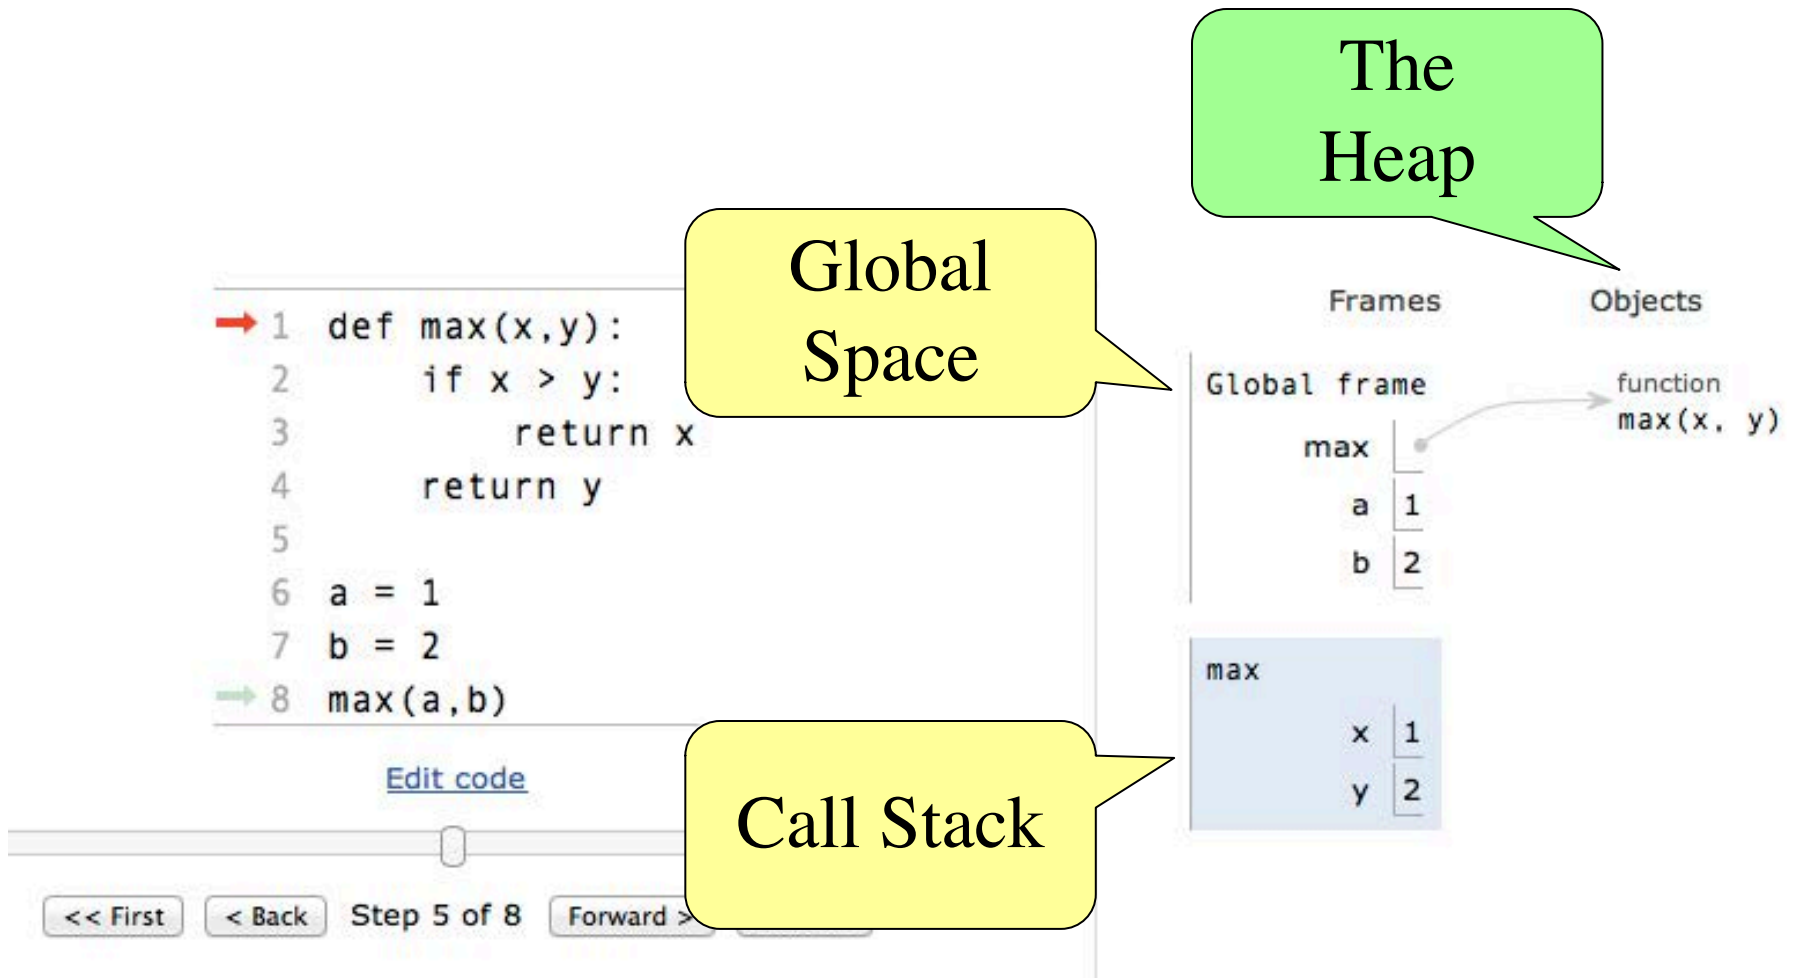 The
Heap
Global
Space
Frames Objects
1 def max(x,y):
2     if x > y:
3         return x
4     return y
5
6 a = 1
7 b = 2
8 max(a,b)
Edit code
<< First < Back Step 5 of 8 Forward >
Global frame
max
a 1
b 2
function
max(x, y)
max
x 1
y 2
Call Stack